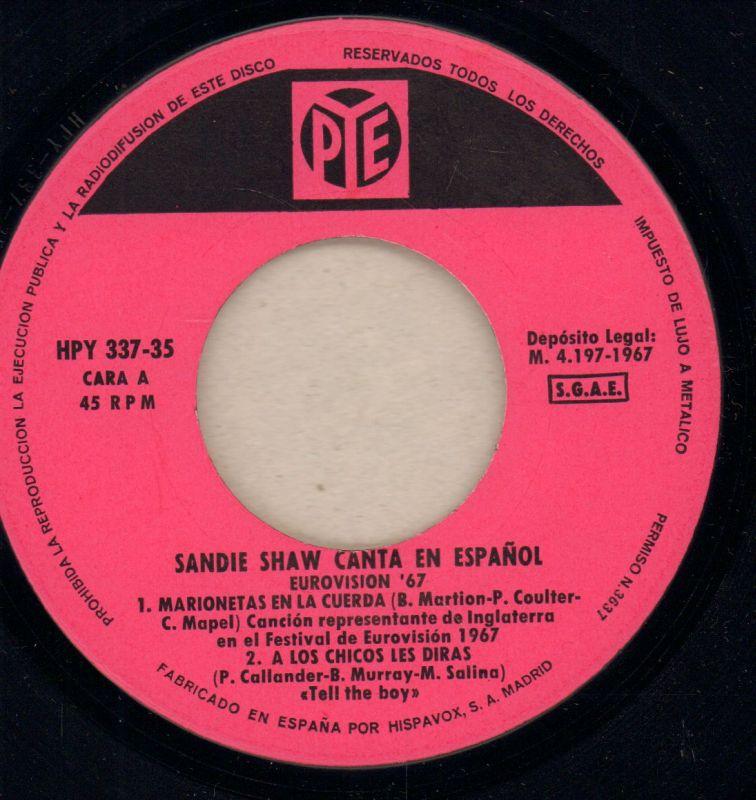 PROHIBIDA LA REPRODUCCION LA EJECUCION PUBLICA Y LA RADIODIFUSION DE ESTE DISCO
RESERVADOS TODOS LOS DERECHOS
IMPUESTO DE LUJO A METALICO
PERMISO N. 3637
PYE
HPY 337-35
CARA A
45 RPM
Depósito Legal:
M. 4.197-1967
S.G.A.E.
SANDIE SHAW CANTA EN ESPAÑOL
EUROVISION '67
1. MARIONETAS EN LA CUERDA (B. Martion-P. Coulter-
C. Mapel) Canción representante de Inglaterra
en el Festival de Eurovisión 1967
2. A LOS CHICOS LES DIRAS
(P. Callander-B. Murray-M. Salina)
«Tell the boy»
FABRICADO EN ESPAÑA POR HISPAVOX, S. A. MADRID